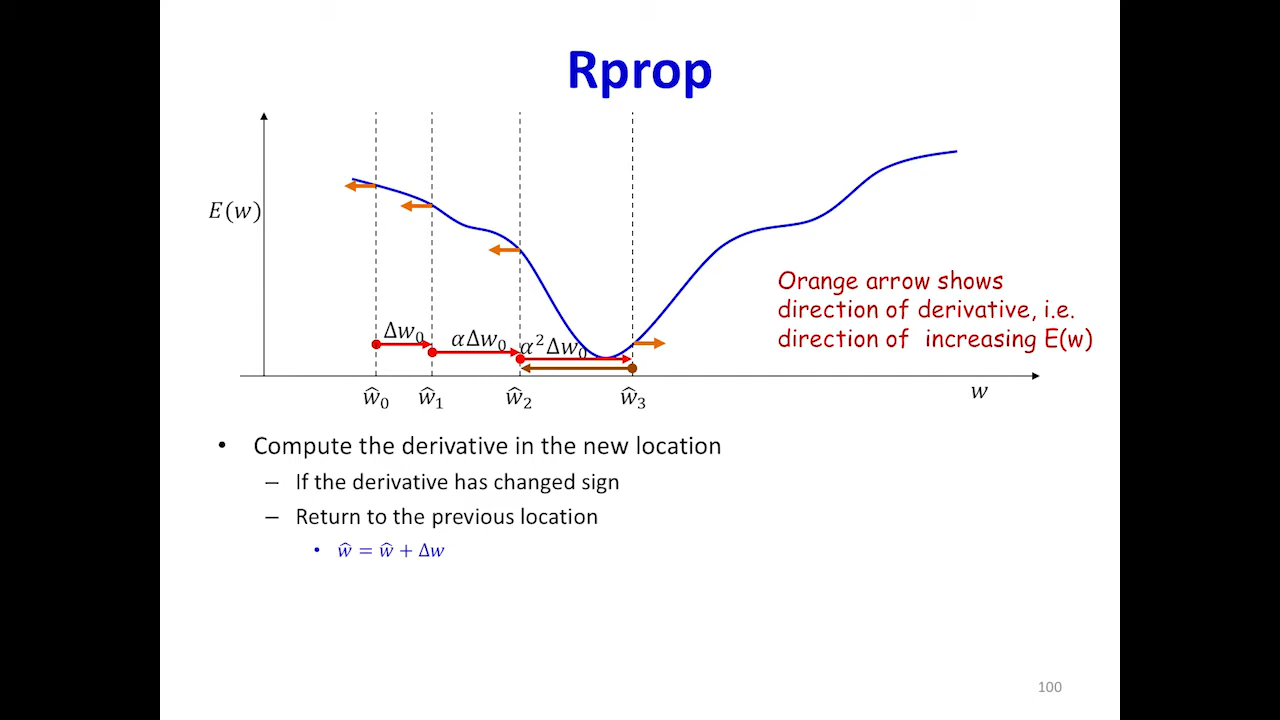 Rprop
E(w)
Orange arrow shows
direction of derivative, i.e.
direction of increasing E(w)
Δw₀ αΔw₀ α²Δw₀
ŵ₀ ŵ₁ ŵ₂ ŵ₃ w
• Compute the derivative in the new location
– If the derivative has changed sign
– Return to the previous location
• ŵ = ŵ + Δw
100